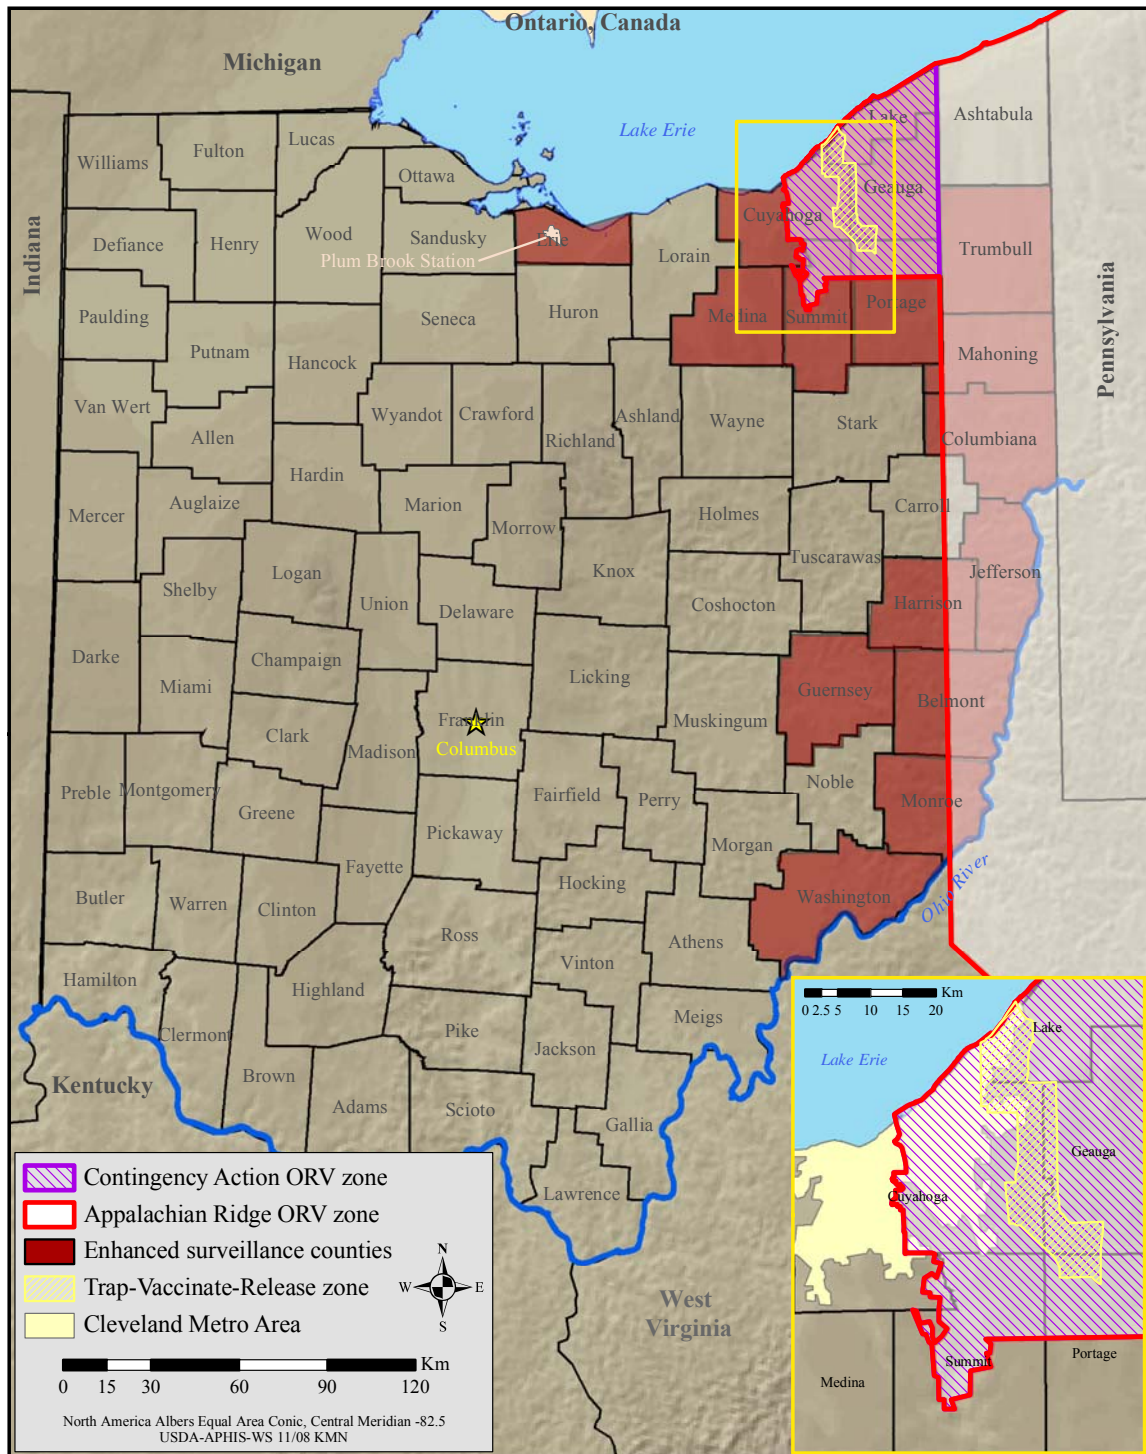 Ontario, Canada
Michigan
Lake Erie
Ashtabula
Lake
Geauga
Lucas
Fulton
Williams
Ottawa
Cuyahoga
Trumbull
Defiance
Henry
Wood
Sandusky
Erie
Plum Brook Station
Lorain
Indiana
Pennsylvania
Paulding
Putnam
Hancock
Seneca
Huron
Medina
Summit
Portage
Mahoning
Van Wert
Allen
Wyandot
Crawford
Richland
Ashland
Wayne
Stark
Columbiana
Hardin
Mercer
Auglaize
Marion
Morrow
Holmes
Carroll
Tuscarawas
Logan
Shelby
Union
Delaware
Knox
Coshocton
Harrison
Jefferson
Darke
Champaign
Miami
Licking
Guernsey
Belmont
Muskingum
Franklin
Columbus
Clark
Madison
Noble
Preble
Montgomery
Greene
Fairfield
Perry
Monroe
Pickaway
Morgan
Fayette
Hocking
Butler
Warren
Clinton
Washington
Ohio River
Ross
Athens
Vinton
Hamilton
Highland
Clermont
Pike
Meigs
Jackson
Kentucky
Brown
Adams
Scioto
Gallia
Lawrence
West
Virginia
Contingency Action ORV zone
Appalachian Ridge ORV zone
Enhanced surveillance counties
Trap-Vaccinate-Release zone
Cleveland Metro Area
N
W E
S
Km
0 15 30 60 90 120
North America Albers Equal Area Conic, Central Meridian -82.5
USDA-APHIS-WS 11/08 KMN
Km
0 2.5 5 10 15 20
Lake
Lake Erie
Geauga
Cuyahoga
Summit
Portage
Medina